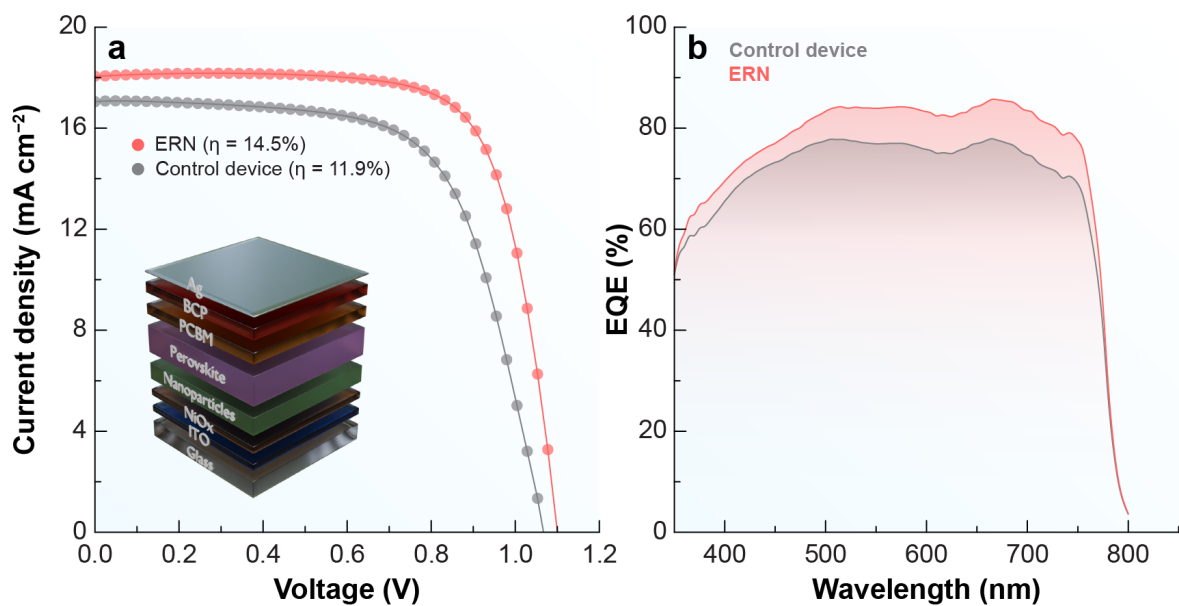 a
20
16
12
8
4
0
Current density (mA cm⁻²)
ERN (η = 14.5%)
Control device (η = 11.9%)
Ag
BCP
PCBM
Perovskite
Nanoparticles
NiOx
ITO
Glass
0.0 0.2 0.4 0.6 0.8 1.0 1.2
Voltage (V)
b
Control device
ERN
100
80
60
40
20
0
EQE (%)
400 500 600 700 800
Wavelength (nm)